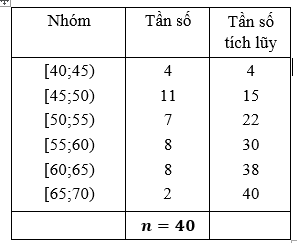 Nhóm Tần số Tần số tích lũy
[40;45) 4 4
[45;50) 11 15
[50;55) 7 22
[55;60) 8 30
[60;65) 8 38
[65;70) 2 40
n = 40